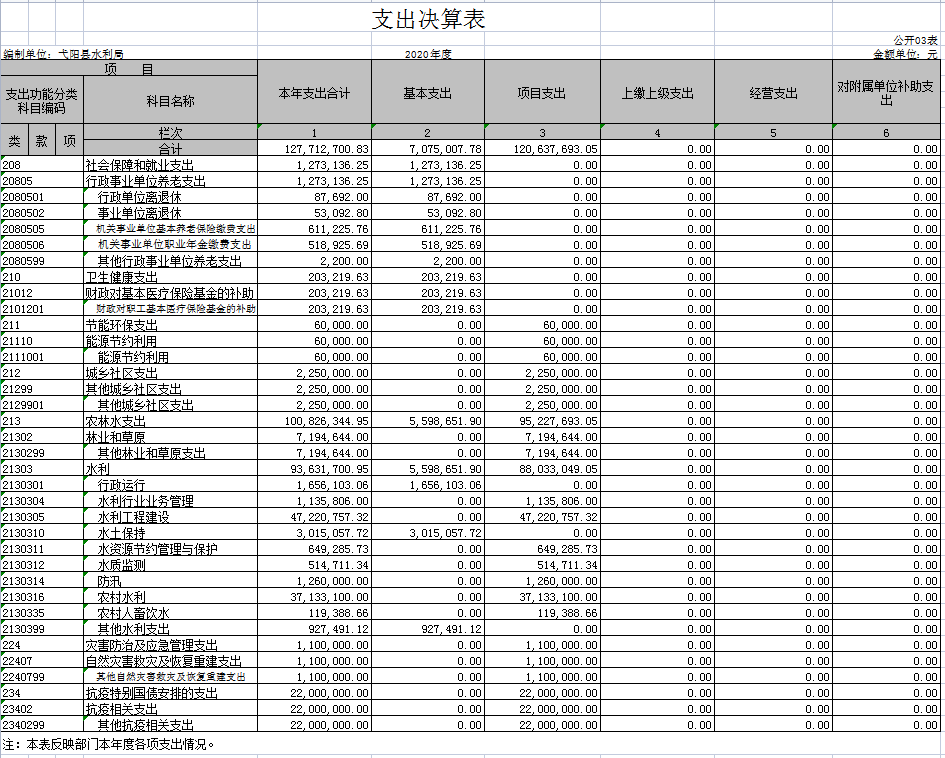 支出决算表
公开03表
编制单位：弋阳县水利局 2020年度 金额单位：元
项 目 本年支出合计 基本支出 项目支出 上缴上级支出 经营支出 对附属单位补助支出
支出功能分类科目编码 科目名称
类 款 项 栏次 1 2 3 4 5 6
合计 127,712,700.83 7,075,007.78 120,637,693.05 0.00 0.00 0.00
208 社会保障和就业支出 1,273,136.25 1,273,136.25 0.00 0.00 0.00 0.00
20805 行政事业单位养老支出 1,273,136.25 1,273,136.25 0.00 0.00 0.00 0.00
2080501 行政单位离退休 87,692.00 87,692.00 0.00 0.00 0.00 0.00
2080502 事业单位离退休 53,092.80 53,092.80 0.00 0.00 0.00 0.00
2080505 机关事业单位基本养老保险缴费支出 611,225.76 611,225.76 0.00 0.00 0.00 0.00
2080506 机关事业单位职业年金缴费支出 518,925.69 518,925.69 0.00 0.00 0.00 0.00
2080599 其他行政事业单位养老支出 2,200.00 2,200.00 0.00 0.00 0.00 0.00
210 卫生健康支出 203,219.63 203,219.63 0.00 0.00 0.00 0.00
21012 财政对基本医疗保险基金的补助 203,219.63 203,219.63 0.00 0.00 0.00 0.00
2101201 财政对职工基本医疗保险基金的补助 203,219.63 203,219.63 0.00 0.00 0.00 0.00
211 节能环保支出 60,000.00 0.00 60,000.00 0.00 0.00 0.00
21110 能源节约利用 60,000.00 0.00 60,000.00 0.00 0.00 0.00
2111001 能源节约利用 60,000.00 0.00 60,000.00 0.00 0.00 0.00
212 城乡社区支出 2,250,000.00 0.00 2,250,000.00 0.00 0.00 0.00
21299 其他城乡社区支出 2,250,000.00 0.00 2,250,000.00 0.00 0.00 0.00
2129901 其他城乡社区支出 2,250,000.00 0.00 2,250,000.00 0.00 0.00 0.00
213 农林水支出 100,826,344.95 5,598,651.90 95,227,693.05 0.00 0.00 0.00
21302 林业和草原 7,194,644.00 0.00 7,194,644.00 0.00 0.00 0.00
2130299 其他林业和草原支出 7,194,644.00 0.00 7,194,644.00 0.00 0.00 0.00
21303 水利 93,631,700.95 5,598,651.90 88,033,049.05 0.00 0.00 0.00
2130301 行政运行 1,656,103.06 1,656,103.06 0.00 0.00 0.00 0.00
2130304 水利行业业务管理 1,135,806.00 0.00 1,135,806.00 0.00 0.00 0.00
2130305 水利工程建设 47,220,757.32 0.00 47,220,757.32 0.00 0.00 0.00
2130310 水土保持 3,015,057.72 3,015,057.72 0.00 0.00 0.00 0.00
2130311 水资源节约管理与保护 649,285.73 0.00 649,285.73 0.00 0.00 0.00
2130312 水质监测 514,711.34 0.00 514,711.34 0.00 0.00 0.00
2130314 防汛 1,260,000.00 0.00 1,260,000.00 0.00 0.00 0.00
2130316 农村水利 37,133,100.00 0.00 37,133,100.00 0.00 0.00 0.00
2130335 农村人畜饮水 119,388.66 0.00 119,388.66 0.00 0.00 0.00
2130399 其他水利支出 927,491.12 927,491.12 0.00 0.00 0.00 0.00
224 灾害防治及应急管理支出 1,100,000.00 0.00 1,100,000.00 0.00 0.00 0.00
22407 自然灾害救灾及恢复重建支出 1,100,000.00 0.00 1,100,000.00 0.00 0.00 0.00
2240799 其他自然灾害救灾及恢复重建支出 1,100,000.00 0.00 1,100,000.00 0.00 0.00 0.00
234 抗疫特别国债安排的支出 22,000,000.00 0.00 22,000,000.00 0.00 0.00 0.00
23402 抗疫相关支出 22,000,000.00 0.00 22,000,000.00 0.00 0.00 0.00
2340299 其他抗疫相关支出 22,000,000.00 0.00 22,000,000.00 0.00 0.00 0.00
注：本表反映部门本年度各项支出情况。